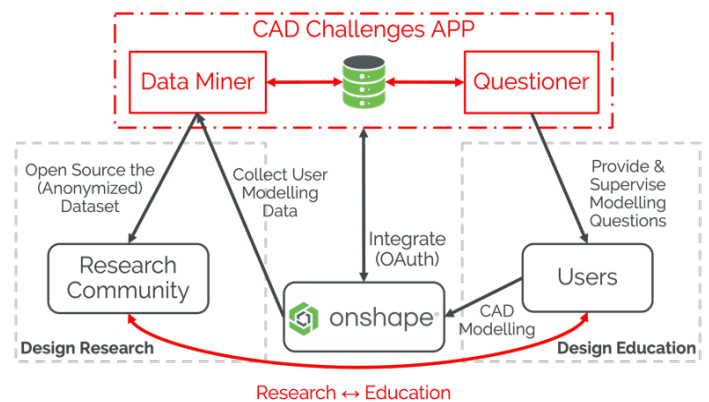 CAD Challenges APP
Data Miner
Questioner
Open Source the
(Anonymized)
Dataset
Collect User
Modelling
Data
Provide &
Supervise
Modelling
Questions
Integrate
(OAuth)
Research
Community
onshape
Users
CAD
Modelling
Design Research
Design Education
Research ↔ Education